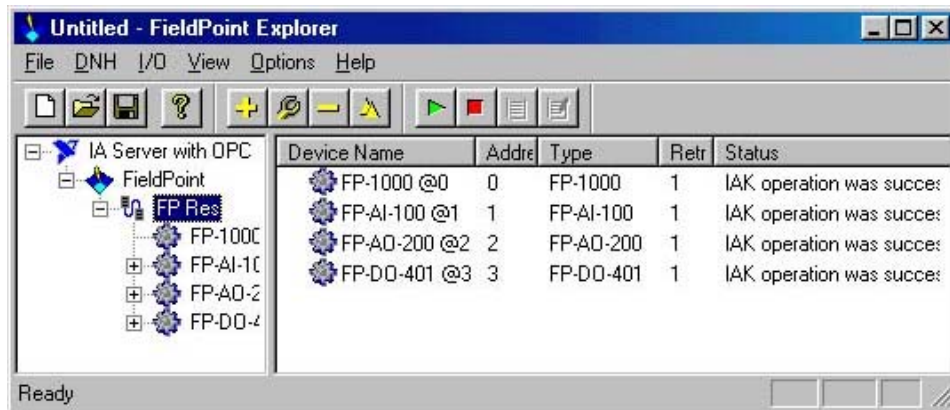 Untitled - FieldPoint Explorer
File DNH I/O View Options Help
IA Server with OPC
FieldPoint
FP Res
FP-1000
FP-AI-10
FP-AO-2
FP-DO-4
Device Name Addre Type Retr Status
FP-1000 @0 0 FP-1000 1 IAK operation was succes
FP-AI-100 @1 1 FP-AI-100 1 IAK operation was succes
FP-AO-200 @2 2 FP-AO-200 1 IAK operation was succes
FP-DO-401 @3 3 FP-DO-401 1 IAK operation was succes
Ready